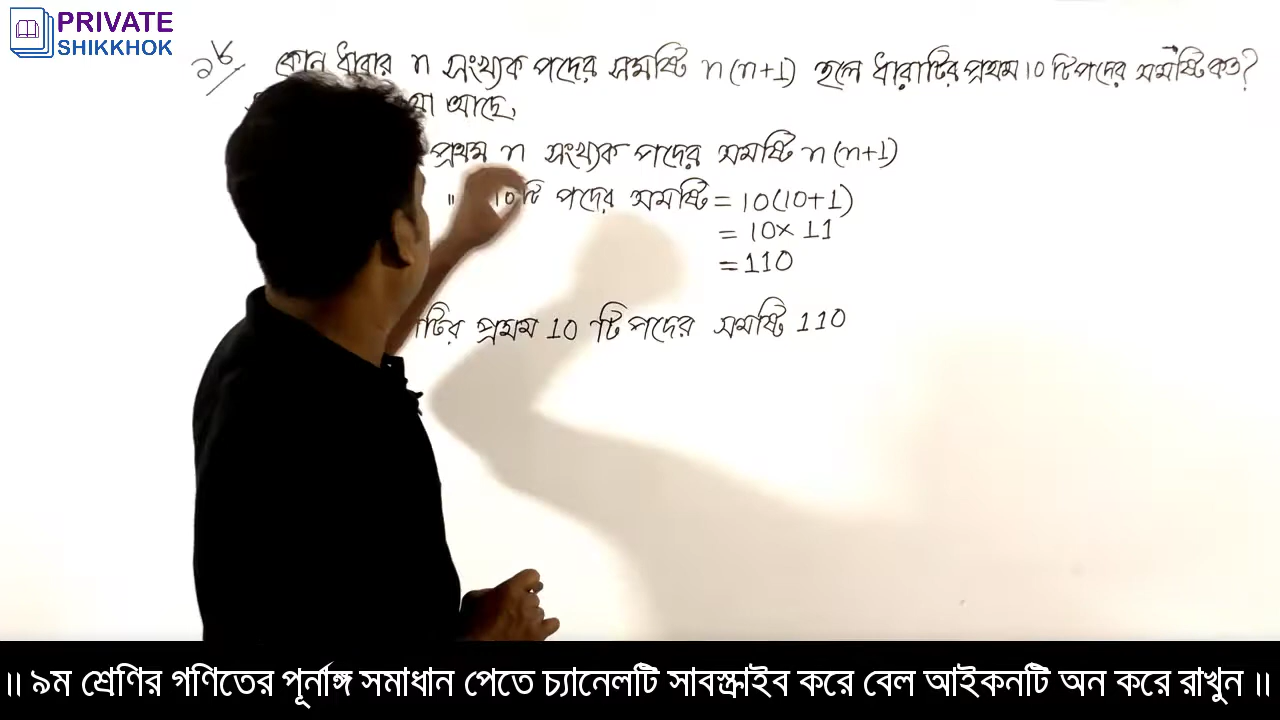 PRIVATE
SHIKKHOK
১৮ কোন ধারার n সংখ্যক পদের সমষ্টি n(n+1) হলে ধারাটির প্রথম 10 টি পদের সমষ্টি কত?
আছে,
প্রথম n সংখ্যক পদের সমষ্টি n(n+1)
" 10টি পদের সমষ্টি = 10(10+1)
= 10×11
= 110
টির প্রথম 10 টি পদের সমষ্টি 110
॥ ৯ম শ্রেণির গণিতের পূর্নাঙ্গ সমাধান পেতে চ্যানেলটি সাবস্ক্রাইব করে বেল আইকনটি অন করে রাখুন ॥